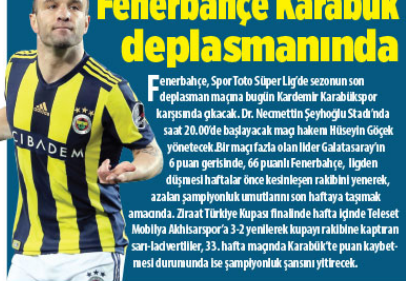 Fenerbahçe Karabük
deplasmanında
Fenerbahçe, Spor Toto Süper Lig'de sezonun son
deplasman maçına bugün Kardemir Karabükspor
karşısında çıkacak. Dr. Necmettin Şeyhoğlu Stadı'nda
saat 20.00'de başlayacak maçı hakem Hüseyin Göçek
yönetecek.Bir maçı fazla olan lider Galatasaray'ın
6 puan gerisinde, 66 puanlı Fenerbahçe, ligden
düşmesi haftalar önce kesinleşen rakibini yenerek,
azalan şampiyonluk umutlarını son haftaya taşımak
amacında. Ziraat Türkiye Kupası finalinde hafta içinde Teleset
Mobilya Akhisarspor'a 3-2 yenilerek kupayı rakibine kaptıran
sarı-lacivertliler, 33. hafta maçında Karabük'te puan kaybet-
mesi durumunda ise şampiyonluk şansını yitirecek.
CIBADEM